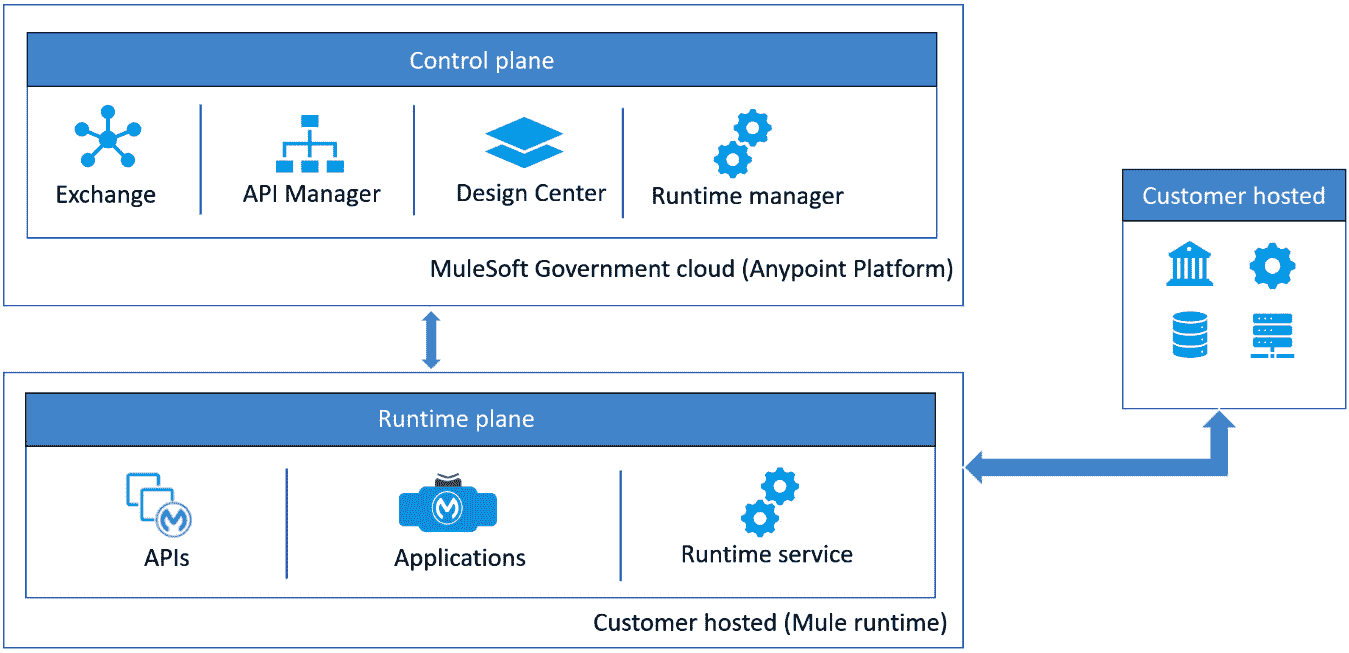 Control plane
Exchange
API Manager
Design Center
Runtime manager
MuleSoft Government cloud (Anypoint Platform)
Customer hosted
Runtime plane
APIs
Applications
Runtime service
Customer hosted (Mule runtime)